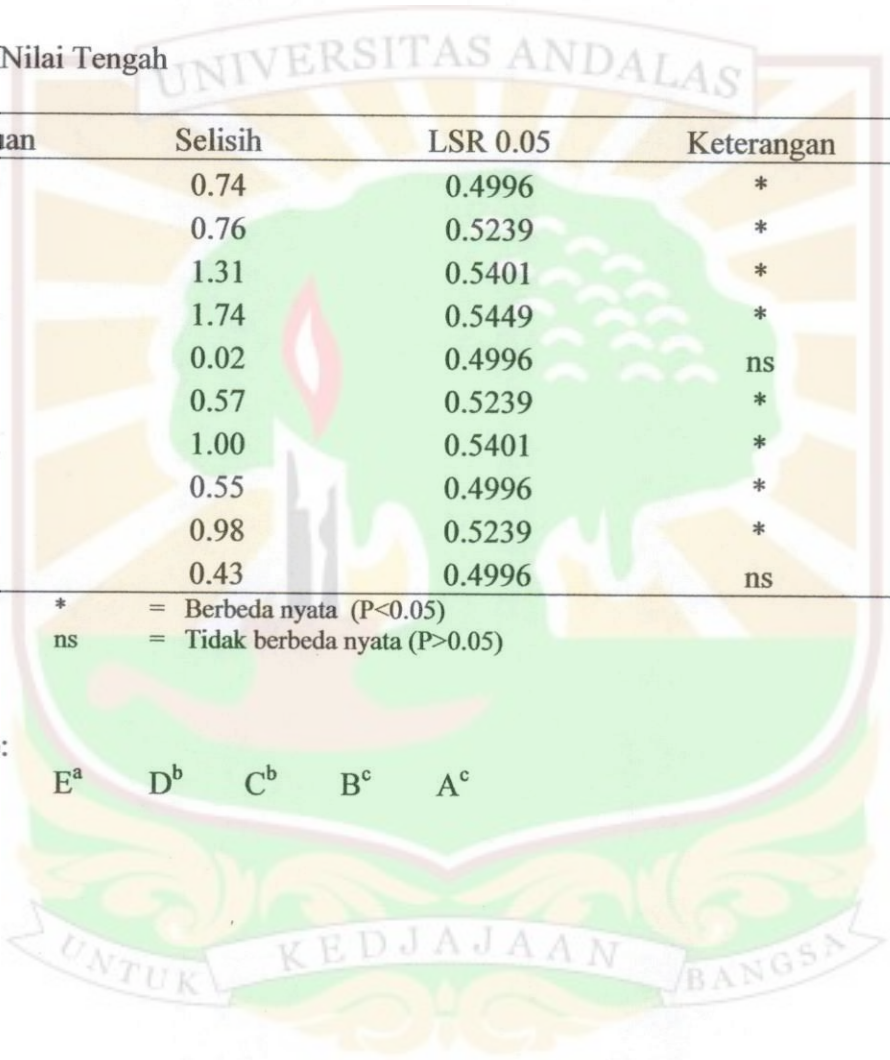 Nilai Tengah
UNIVERSITAS ANDALAS
uan Selisih LSR 0.05 Keterangan
0.74 0.4996 *
0.76 0.5239 *
1.31 0.5401 *
1.74 0.5449 *
0.02 0.4996 ns
0.57 0.5239 *
1.00 0.5401 *
0.55 0.4996 *
0.98 0.5239 *
0.43 0.4996 ns
* = Berbeda nyata (P<0.05)
ns = Tidak berbeda nyata (P>0.05)
:
Eᵃ Dᵇ Cᵇ Bᶜ Aᶜ
UNTUK KEDJAJAAN BANGSA